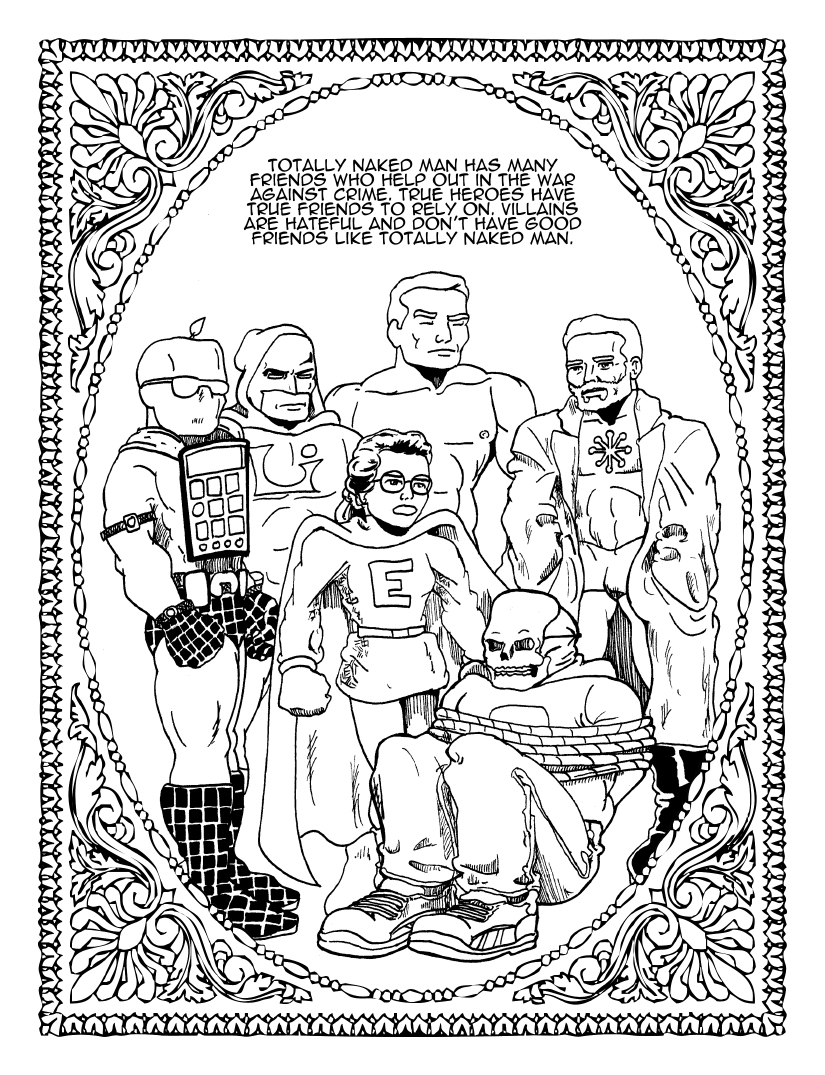 TOTALLY NAKED MAN HAS MANY
FRIENDS WHO HELP OUT IN THE WAR
AGAINST CRIME. TRUE HEROES HAVE
TRUE FRIENDS TO RELY ON. VILLAINS
ARE HATEFUL AND DON'T HAVE GOOD
FRIENDS LIKE TOTALLY NAKED MAN.
E